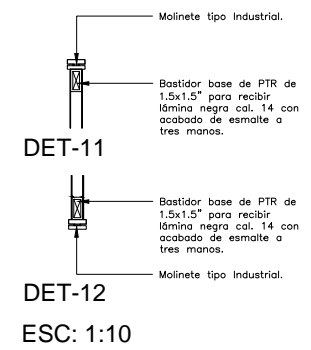 Molinete tipo Industrial.
Bastidor base de PTR de
1.5x1.5" para recibir
lámina negra cal. 14 con
acabado de esmalte a
tres manos.
DET-11
Bastidor base de PTR de
1.5x1.5" para recibir
lámina negra cal. 14 con
acabado de esmalte a
tres manos.
Molinete tipo Industrial.
DET-12
ESC: 1:10